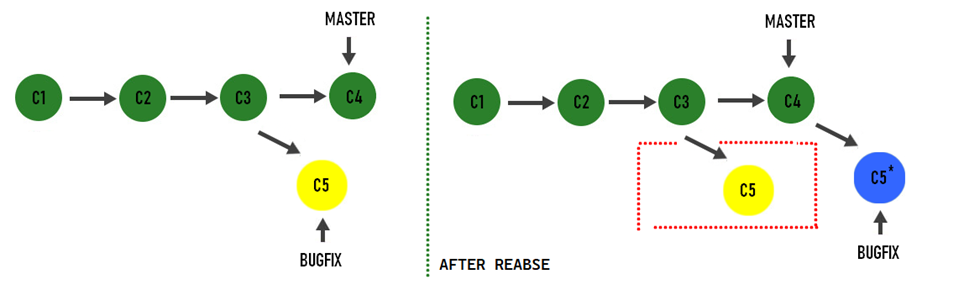 MASTER
C1
C2
C3
C4
C5
BUGFIX
AFTER REABSE
MASTER
C1
C2
C3
C4
C5
C5*
BUGFIX